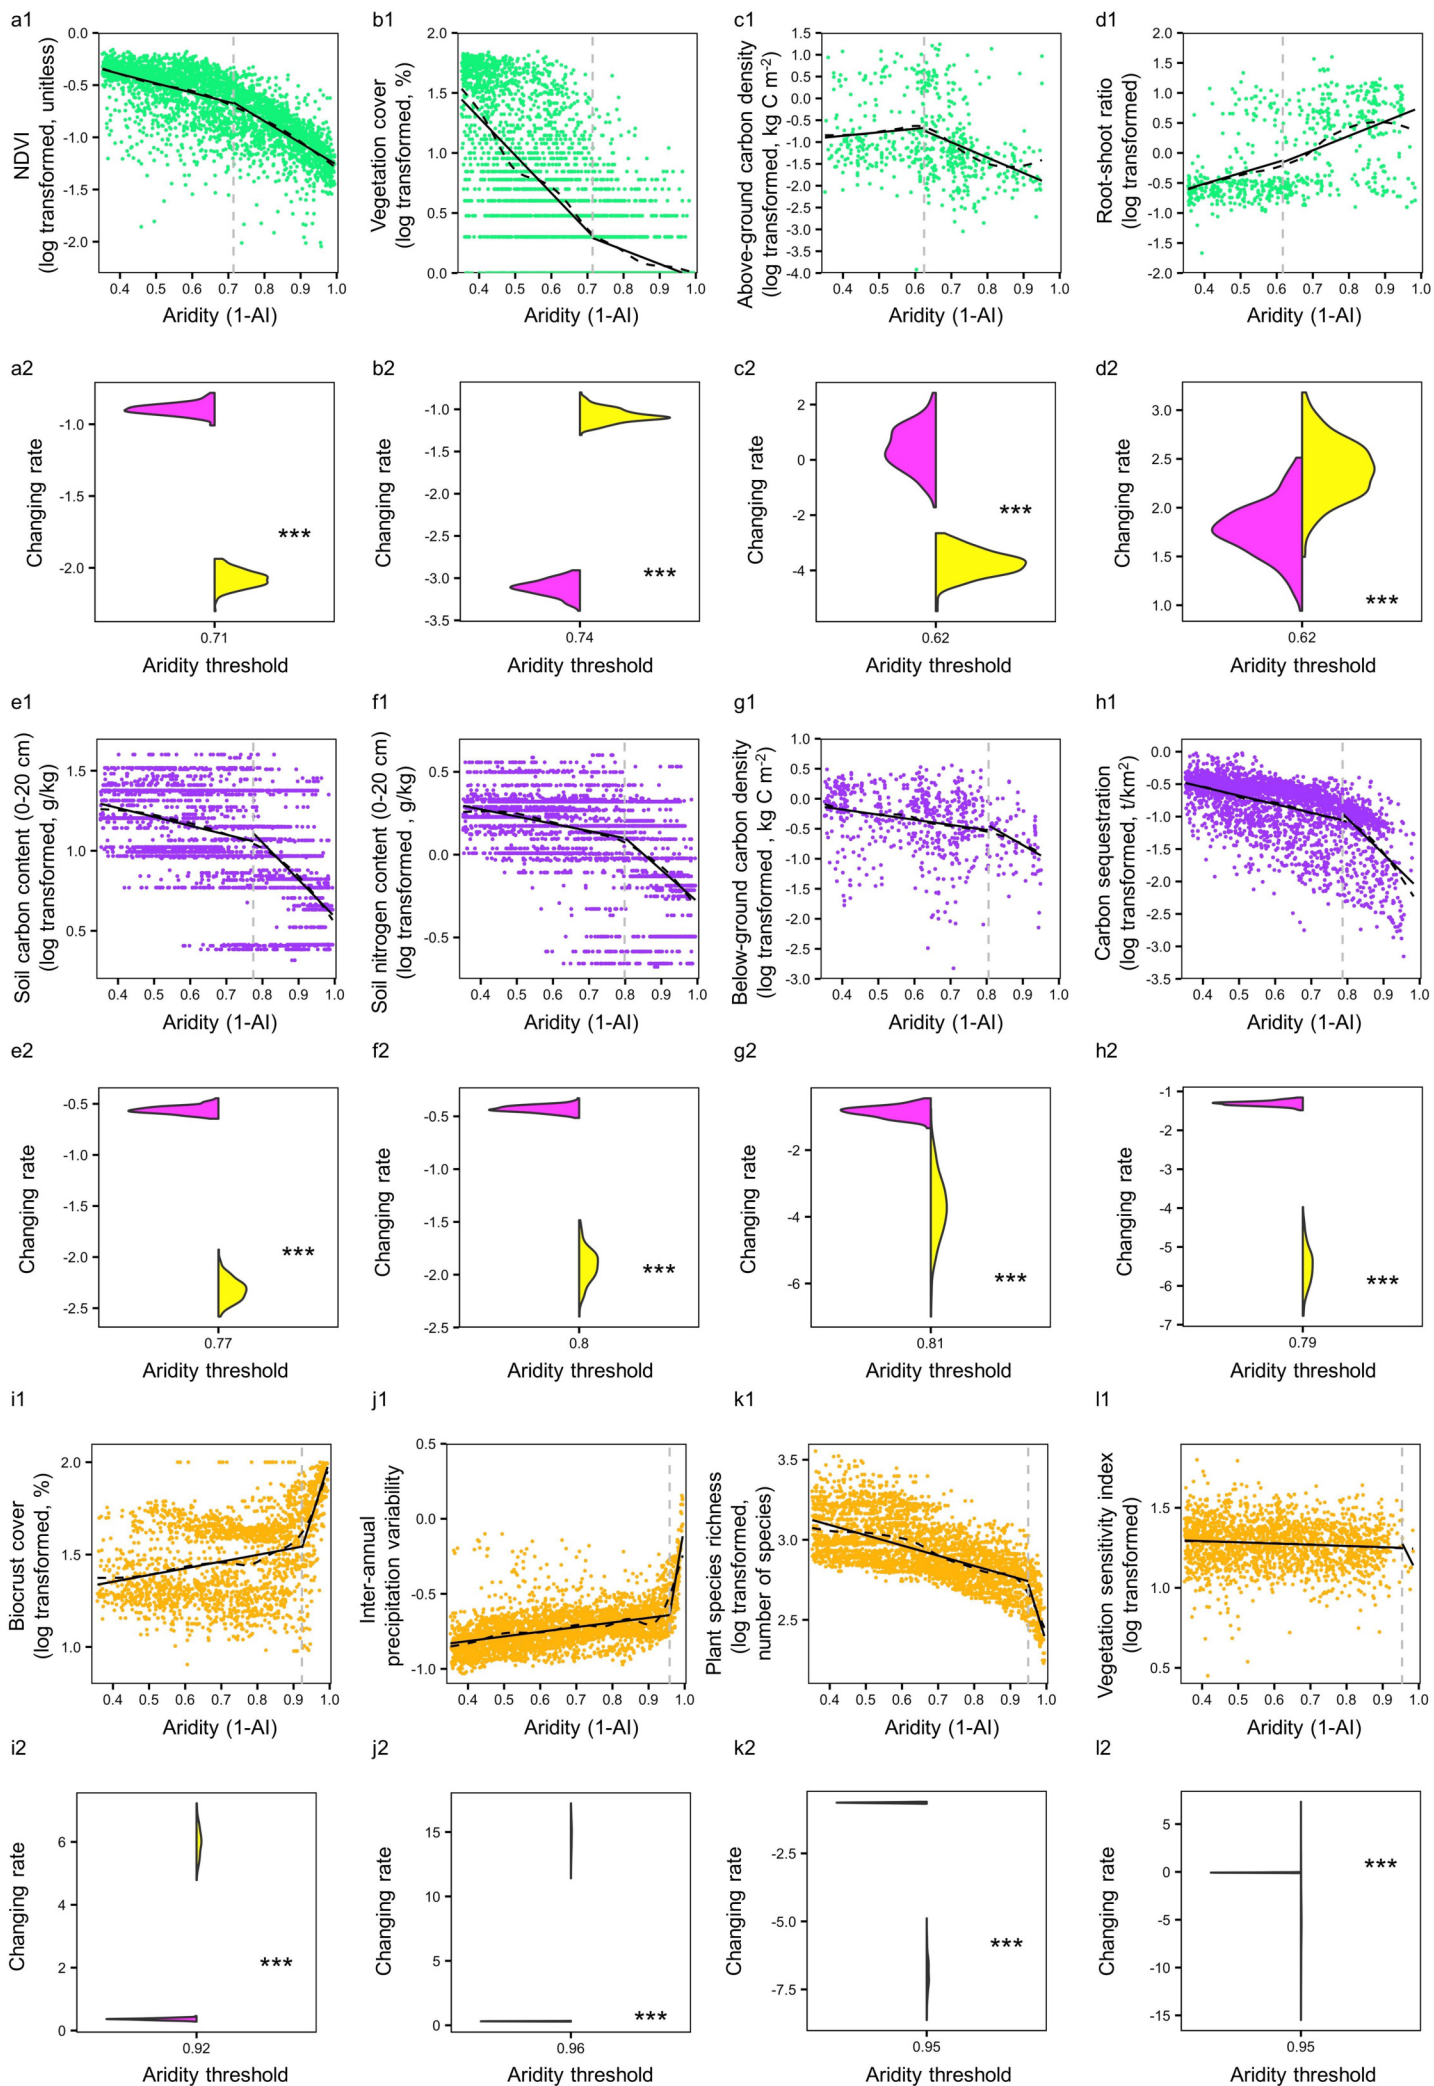 a1
b1
c1
d1
NDVI
(log transformed, unitless)
0.0
-0.5
-1.0
-1.5
-2.0
0.4 0.5 0.6 0.7 0.8 0.9 1.0
Aridity (1-AI)
Vegetation cover
(log transformed, %)
2.0
1.5
1.0
0.5
0.0
0.4 0.5 0.6 0.7 0.8 0.9 1.0
Aridity (1-AI)
Above-ground carbon density
(log transformed, kg C m-2)
1.5
1.0
0.5
0.0
-0.5
-1.0
-1.5
-2.0
-2.5
-3.0
-3.5
-4.0
0.4 0.5 0.6 0.7 0.8 0.9 1.0
Aridity (1-AI)
Root-shoot ratio
(log transformed)
2.0
1.5
1.0
0.5
0.0
-0.5
-1.0
-1.5
-2.0
0.4 0.5 0.6 0.7 0.8 0.9 1.0
Aridity (1-AI)
a2
b2
c2
d2
Changing rate
-1.0
-1.5
-2.0
***
0.71
Aridity threshold
Changing rate
-1.0
-1.5
-2.0
-2.5
-3.0
-3.5
***
0.74
Aridity threshold
Changing rate
2
0
-2
-4
***
0.62
Aridity threshold
Changing rate
3.0
2.5
2.0
1.5
1.0
***
0.62
Aridity threshold
e1
f1
g1
h1
Soil carbon content (0-20 cm)
(log transformed, g/kg)
1.5
1.0
0.5
0.4 0.5 0.6 0.7 0.8 0.9 1.0
Aridity (1-AI)
Soil nitrogen content (0-20 cm)
(log transformed , g/kg)
0.5
0.0
-0.5
0.4 0.5 0.6 0.7 0.8 0.9 1.0
Aridity (1-AI)
Below-ground carbon density
(log transformed , kg C m-2)
1.0
0.5
0.0
-0.5
-1.0
-1.5
-2.0
-2.5
-3.0
0.4 0.5 0.6 0.7 0.8 0.9 1.0
Aridity (1-AI)
Carbon sequestration
(log transformed, t/km2)
0.0
-0.5
-1.0
-1.5
-2.0
-2.5
-3.0
-3.5
0.4 0.5 0.6 0.7 0.8 0.9 1.0
Aridity (1-AI)
e2
f2
g2
h2
Changing rate
-0.5
-1.0
-1.5
-2.0
-2.5
***
0.77
Aridity threshold
Changing rate
-0.5
-1.0
-1.5
-2.0
-2.5
***
0.8
Aridity threshold
Changing rate
-2
-4
-6
***
0.81
Aridity threshold
Changing rate
-1
-2
-3
-4
-5
-6
-7
***
0.79
Aridity threshold
i1
j1
k1
l1
Biocrust cover
(log transformed, %)
2.0
1.5
1.0
0.4 0.5 0.6 0.7 0.8 0.9 1.0
Aridity (1-AI)
Inter-annual
precipitation variability
0.5
0.0
-0.5
-1.0
0.4 0.5 0.6 0.7 0.8 0.9 1.0
Aridity (1-AI)
Plant species richness
(log transformed,
number of species)
3.5
3.0
2.5
0.4 0.5 0.6 0.7 0.8 0.9 1.0
Aridity (1-AI)
Vegetation sensitivity index
(log transformed)
1.5
1.0
0.5
0.4 0.5 0.6 0.7 0.8 0.9 1.0
Aridity (1-AI)
i2
j2
k2
l2
Changing rate
6
4
2
0
***
0.92
Aridity threshold
Changing rate
15
10
5
0
***
0.96
Aridity threshold
Changing rate
-2.5
-5.0
-7.5
***
0.95
Aridity threshold
Changing rate
5
0
-5
-10
-15
***
0.95
Aridity threshold